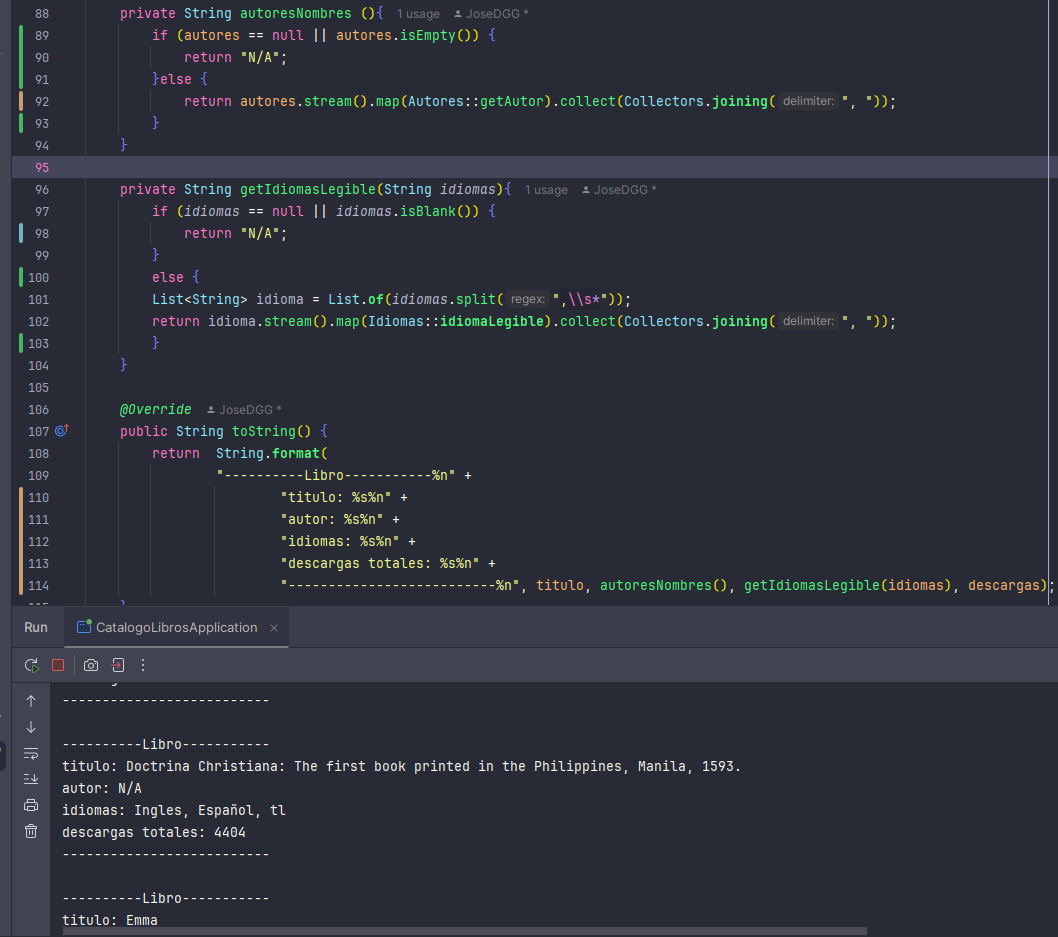 88 private String autoresNombres (){ 1 usage JoseDGG *
89 if (autores == null || autores.isEmpty()) {
90 return "N/A";
91 }else {
92 return autores.stream().map(Autores::getAutor).collect(Collectors.joining( delimiter: ", "));
93 }
94 }
95
96 private String getIdiomasLegible(String idiomas){ 1 usage JoseDGG *
97 if (idiomas == null || idiomas.isBlank()) {
98 return "N/A";
99 }
100 else {
101 List<String> idioma = List.of(idiomas.split( regex: ",\\s*"));
102 return idioma.stream().map(Idiomas::idiomaLegible).collect(Collectors.joining( delimiter: ", "));
103 }
104 }
105
106 @Override JoseDGG *
107 public String toString() {
108 return  String.format(
109 "----------Libro-----------%n" +
110 "titulo: %s%n" +
111 "autor: %s%n" +
112 "idiomas: %s%n" +
113 "descargas totales: %s%n" +
114 "--------------------------%n", titulo, autoresNombres(), getIdiomasLegible(idiomas), descargas);
Run CatalogoLibrosApplication ×
--------------------------
----------Libro-----------
titulo: Doctrina Christiana: The first book printed in the Philippines, Manila, 1593.
autor: N/A
idiomas: Ingles, Español, tl
descargas totales: 4404
--------------------------
----------Libro-----------
titulo: Emma